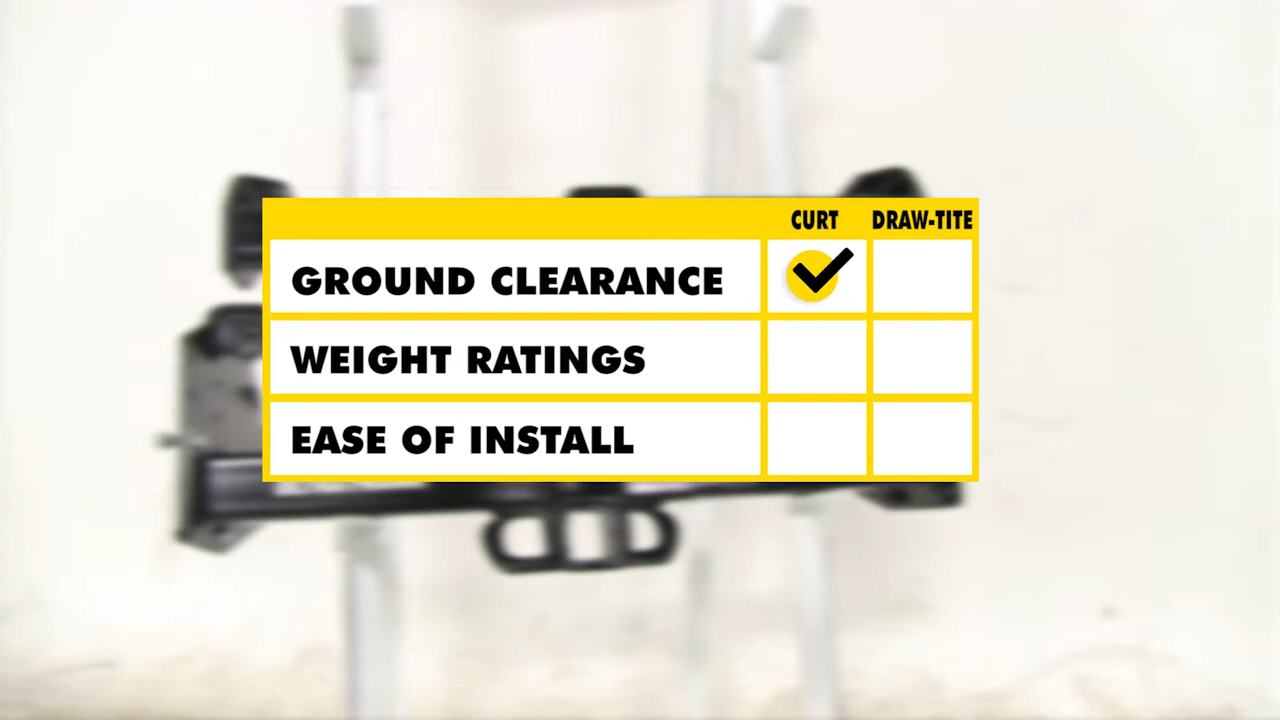 CURT DRAW-TITE
GROUND CLEARANCE
WEIGHT RATINGS
EASE OF INSTALL